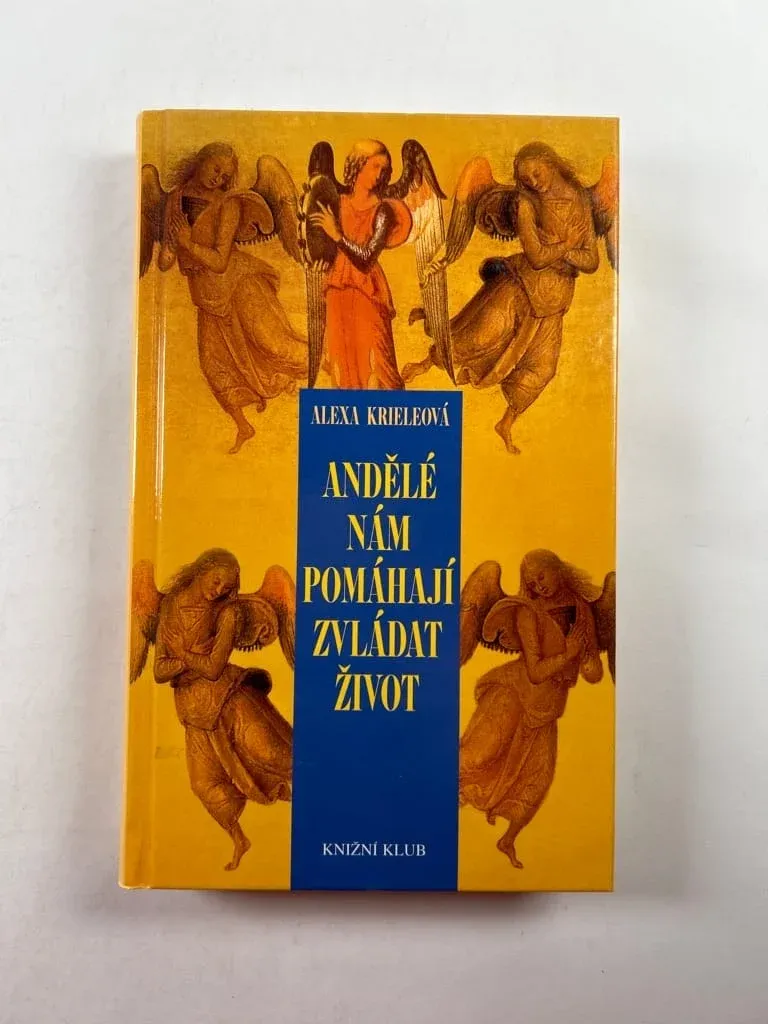 ALEXA KRIELEOVÁ
ANDĚLÉ
NÁM
POMÁHAJÍ
ZVLÁDAT
ŽIVOT
KNIŽNÍ KLUB